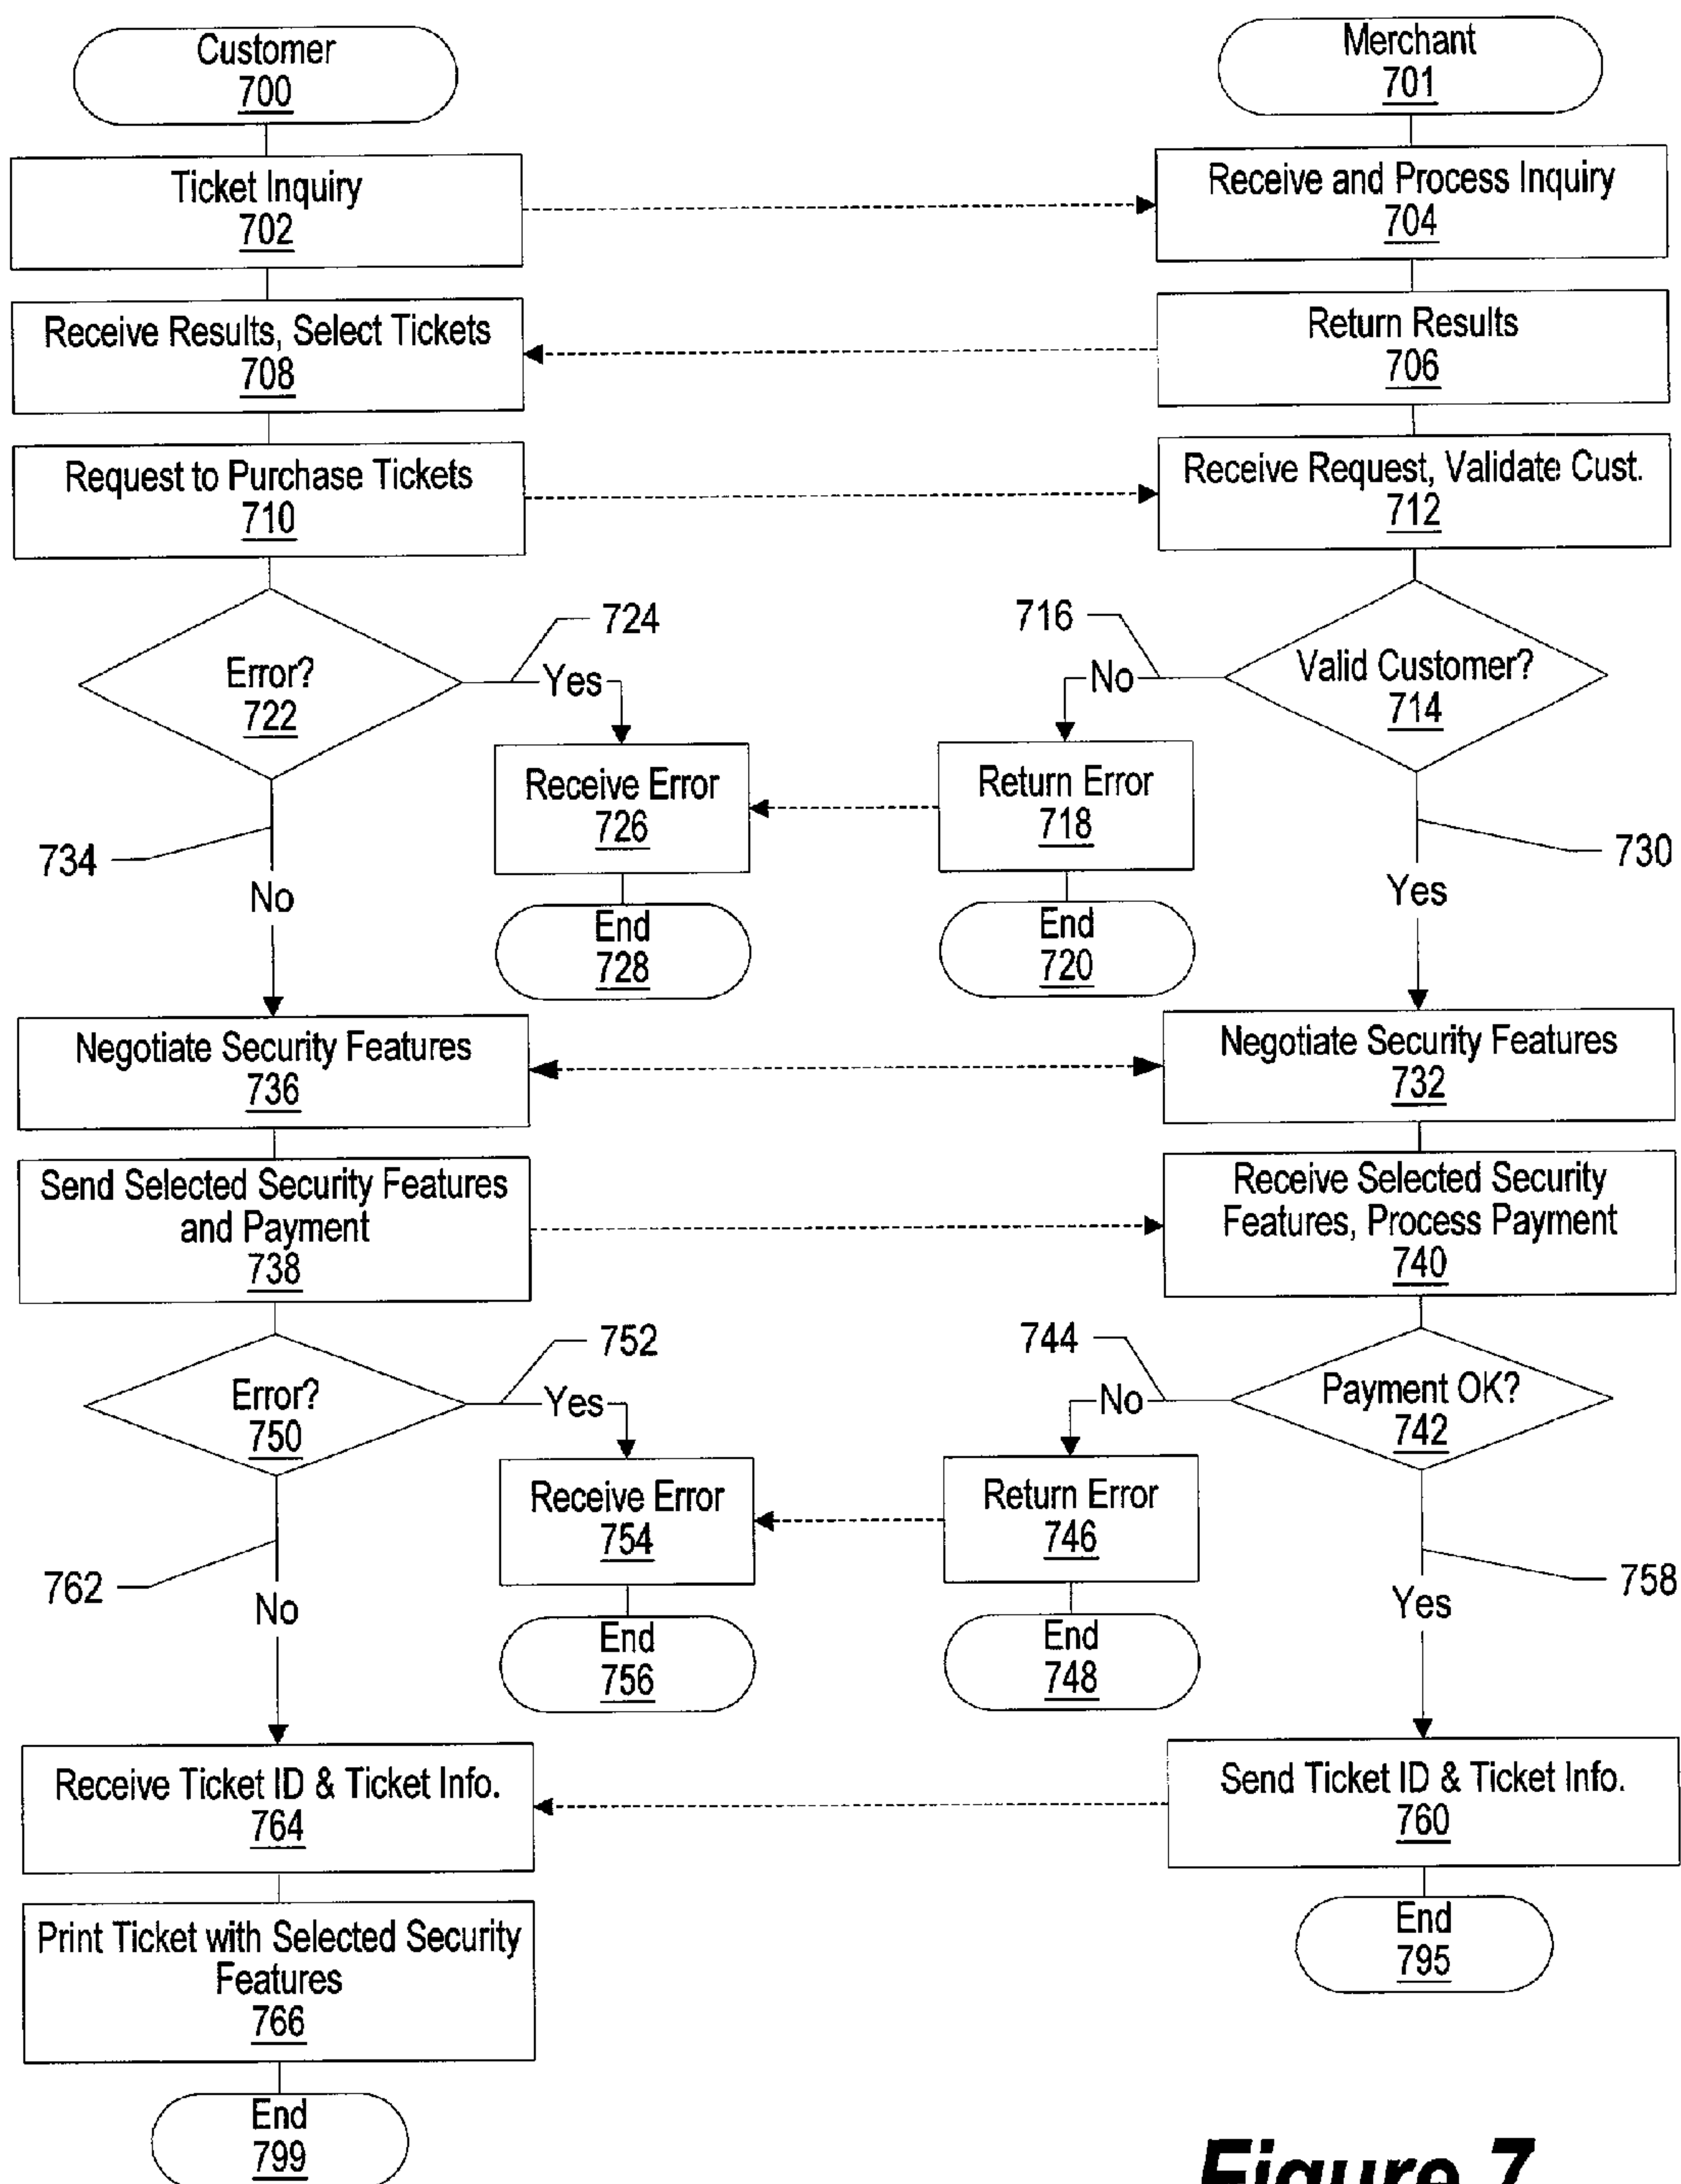 Customer
700
Merchant
701
Ticket Inquiry
702
Receive and Process Inquiry
704
Receive Results, Select Tickets
708
Return Results
706
Request to Purchase Tickets
710
Receive Request, Validate Cust.
712
724
716
Error?
722
Yes
No
Valid Customer?
714
Receive Error
726
Return Error
718
734
No
730
Yes
End
728
End
720
Negotiate Security Features
736
Negotiate Security Features
732
Send Selected Security Features
and Payment
738
Receive Selected Security
Features, Process Payment
740
752
744
Error?
750
Yes
No
Payment OK?
742
Receive Error
754
Return Error
746
762
No
758
Yes
End
756
End
748
Receive Ticket ID & Ticket Info.
764
Send Ticket ID & Ticket Info.
760
Print Ticket with Selected Security
Features
766
End
795
End
799
Figure 7